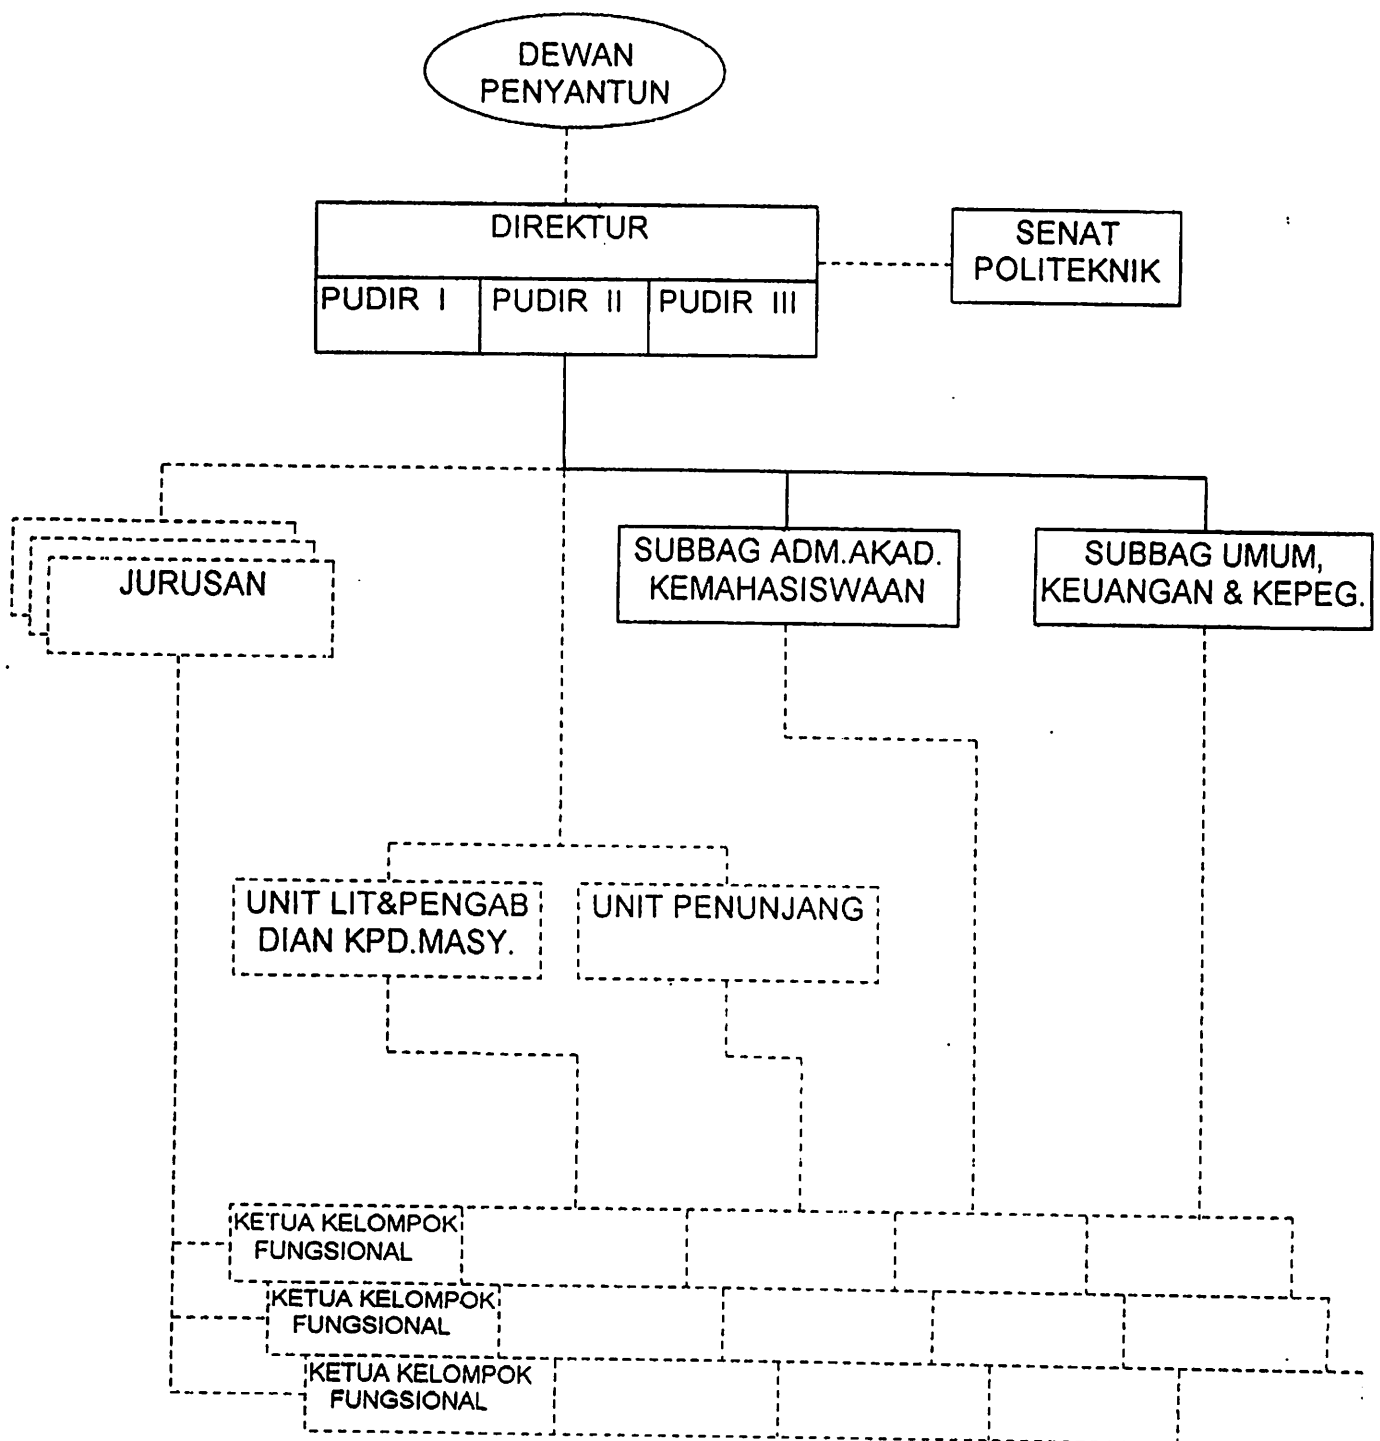 DEWAN
PENYANTUN
DIREKTUR
PUDIR I
PUDIR II
PUDIR III
SENAT
POLITEKNIK
JURUSAN
SUBBAG ADM.AKAD.
KEMAHASISWAAN
SUBBAG UMUM,
KEUANGAN & KEPEG.
UNIT LIT&PENGAB
DIAN KPD.MASY.
UNIT PENUNJANG
KETUA KELOMPOK
FUNGSIONAL
KETUA KELOMPOK
FUNGSIONAL
KETUA KELOMPOK
FUNGSIONAL